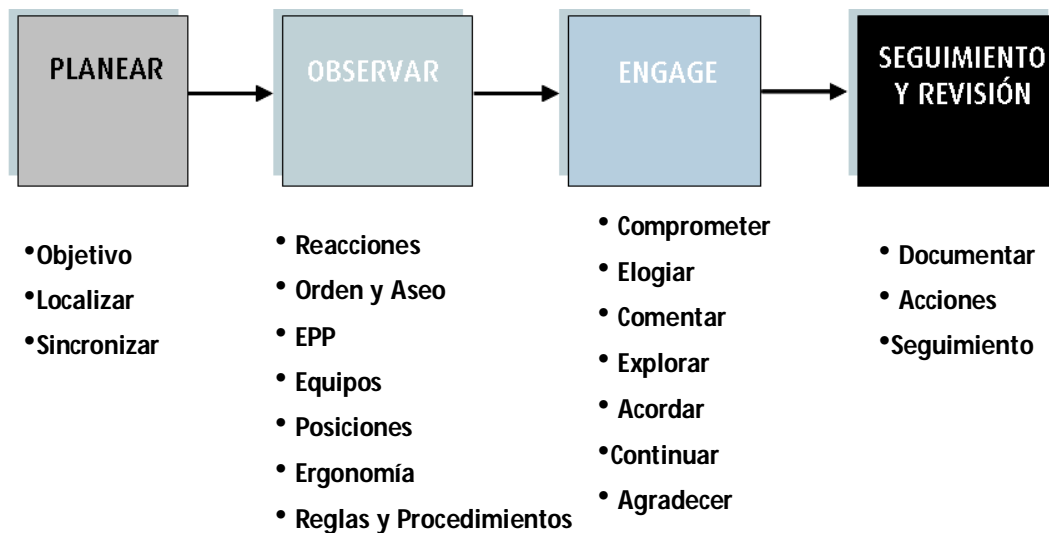 PLANEAR
OBSERVAR
ENGAGE
SEGUIMIENTO
Y REVISIÓN
•Objetivo
•Localizar
•Sincronizar
• Reacciones
• Orden y Aseo
• EPP
• Equipos
• Posiciones
• Ergonomía
• Reglas y Procedimientos
• Comprometer
• Elogiar
• Comentar
• Explorar
• Acordar
•Continuar
• Agradecer
• Documentar
• Acciones
•Seguimiento